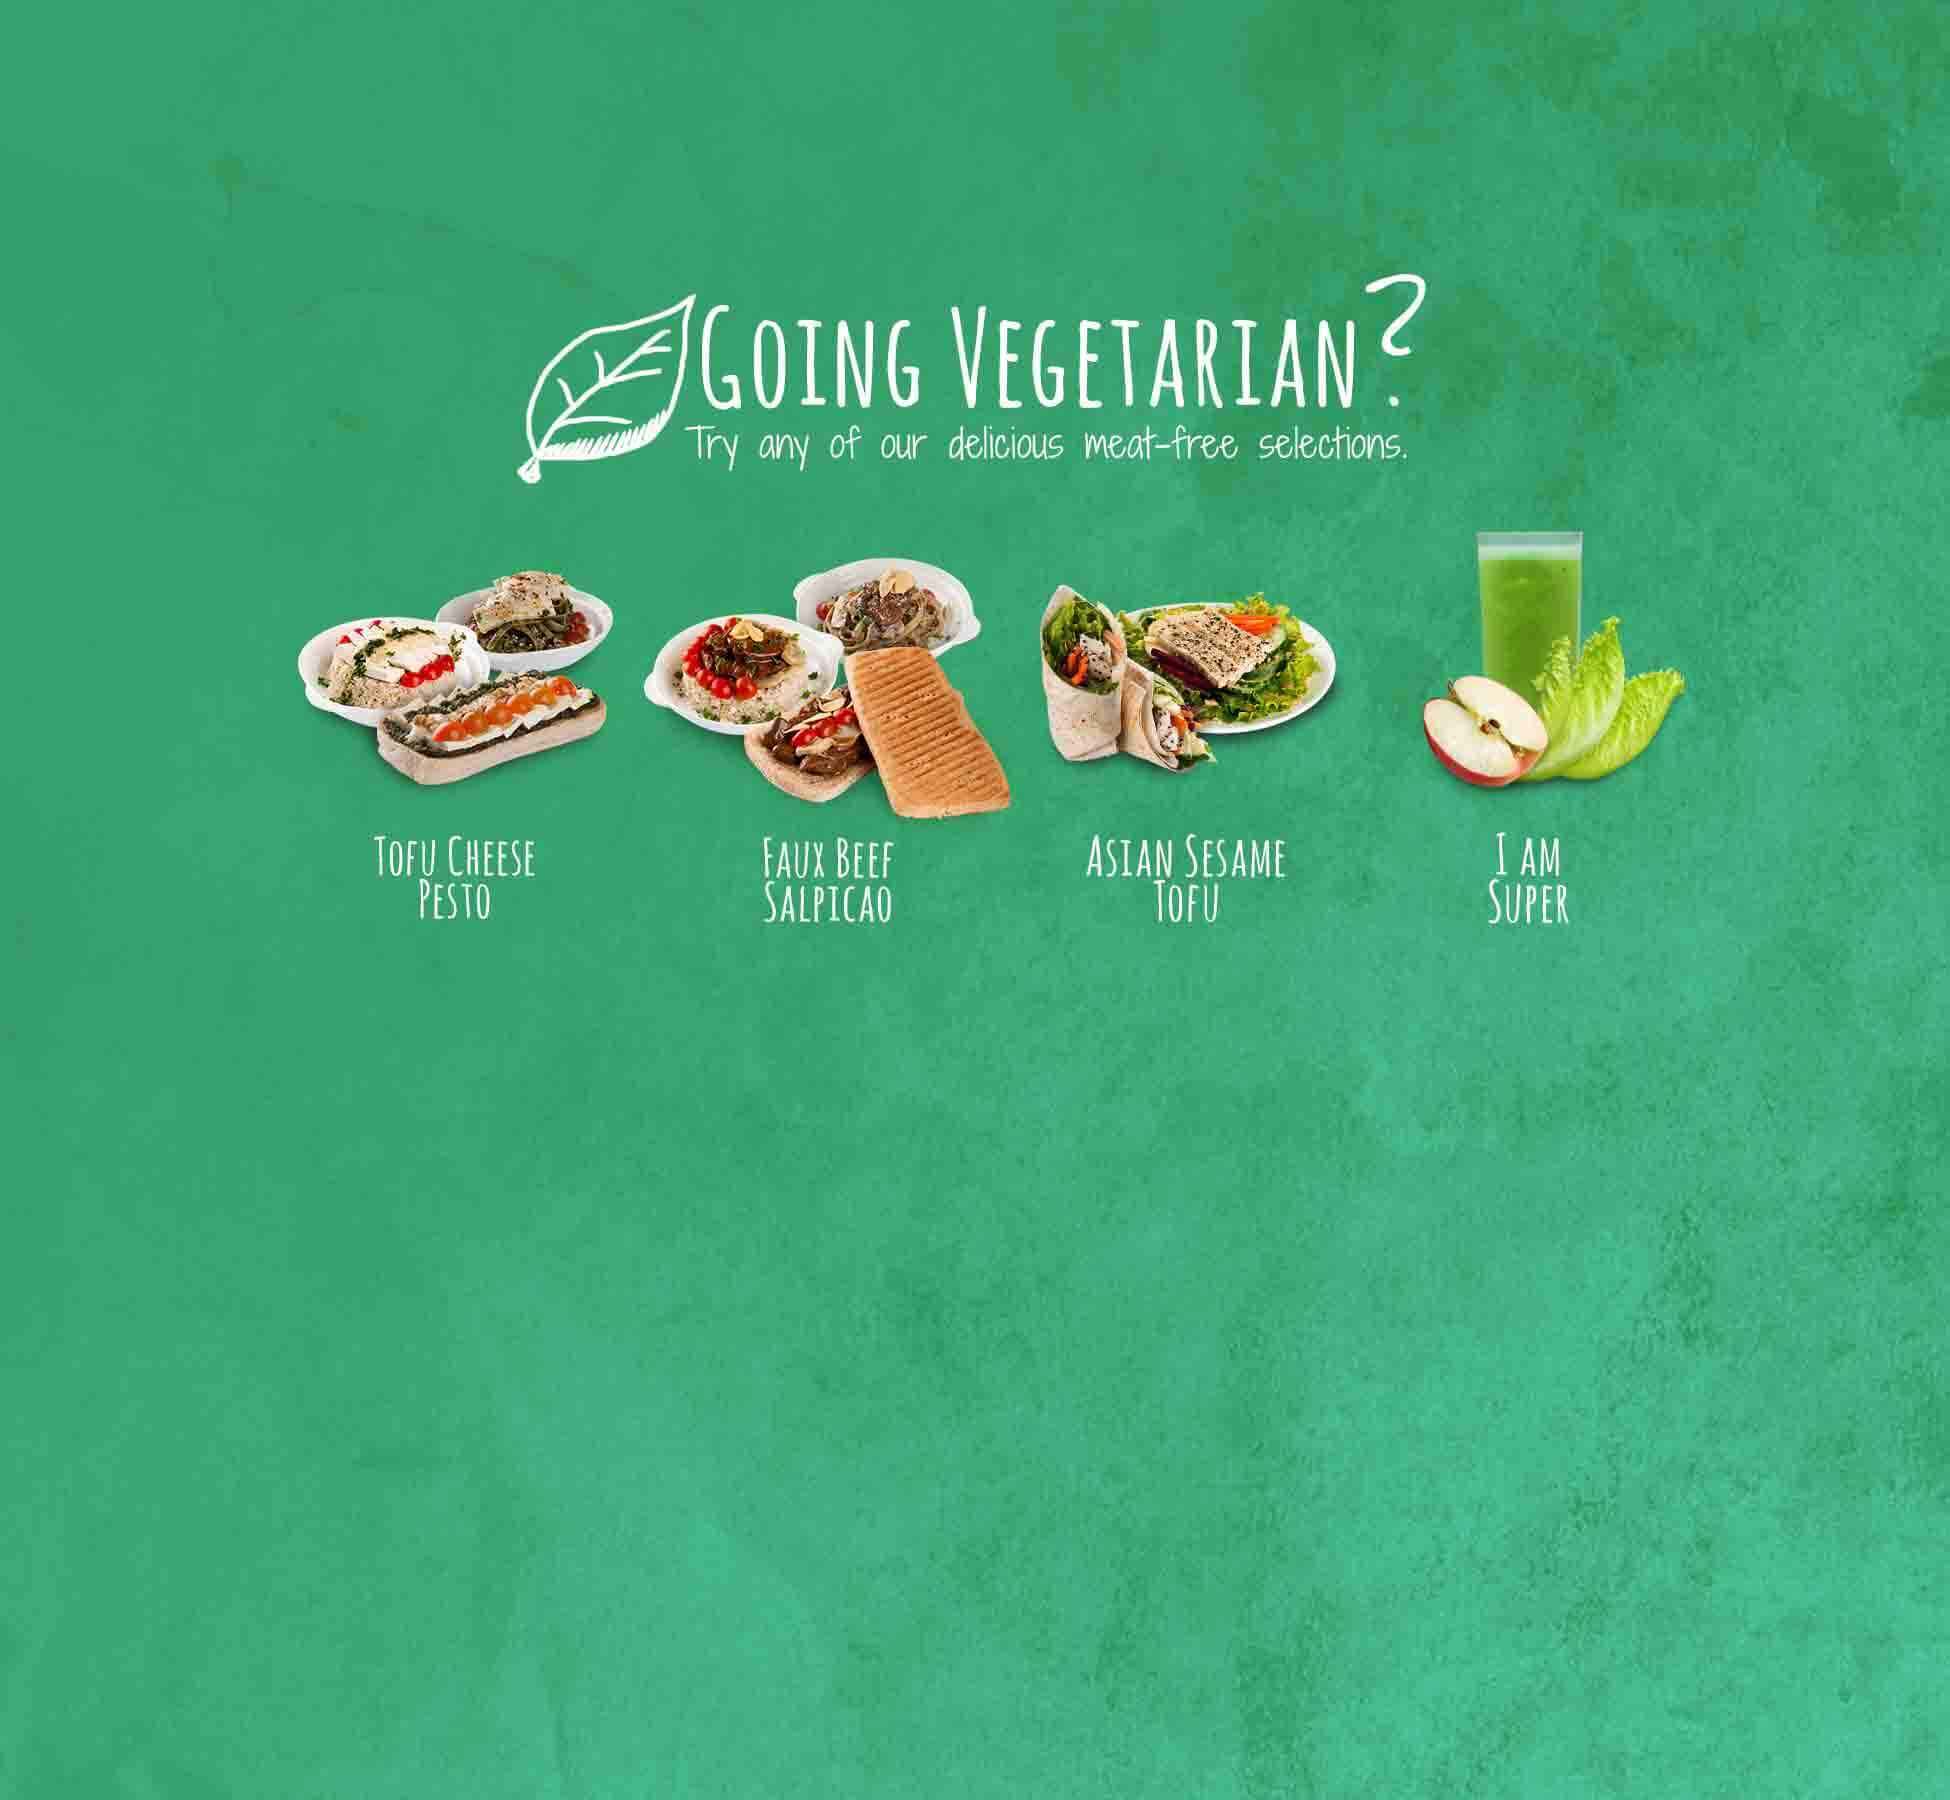 Going Vegetarian?
Try any of our delicious meat-free selections.
Tofu Cheese
Pesto
Faux Beef
Salpicao
Asian Sesame
Tofu
I am
Super